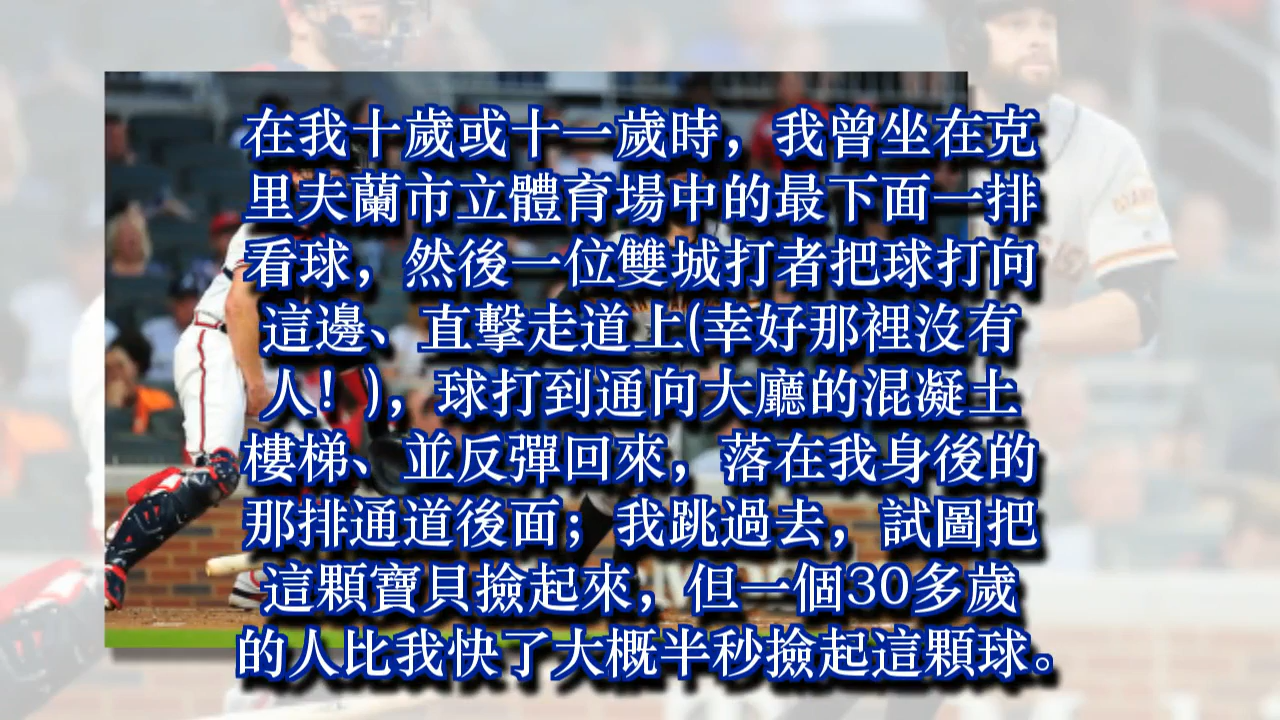 在我十歲或十一歲時，我曾坐在克
里夫蘭市立體育場中的最下面一排
看球，然後一位雙城打者把球打向
這邊、直擊走道上(幸好那裡沒有
人！)，球打到通向大廳的混凝土
樓梯、並反彈回來，落在我身後的
那排通道後面；我跳過去，試圖把
這顆寶貝撿起來，但一個30多歲
的人比我快了大概半秒撿起這顆球。